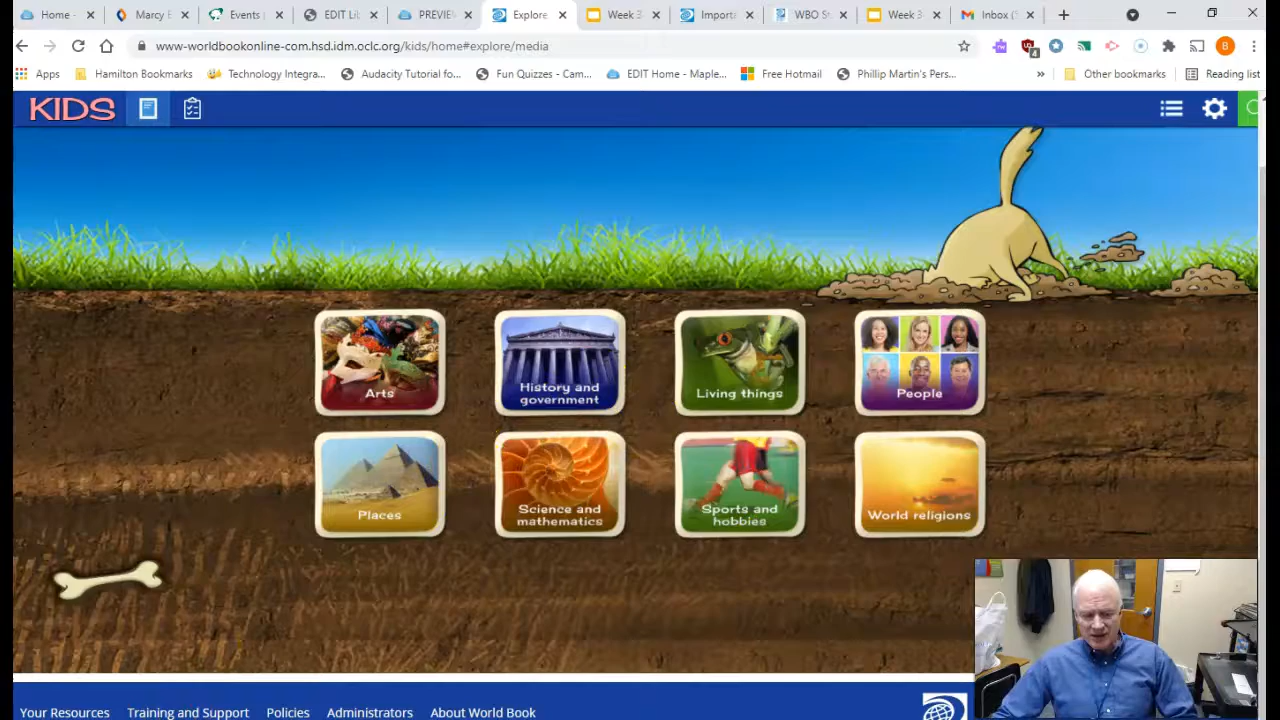 Home -
Marcy E
Events |
EDIT Li
PREVIEW
Explore
Week 3
Importa
WBO S
Week 3
Inbox (
www-worldbookonline-com.hsd.idm.oclc.org/kids/home#explore/media
4
B
Apps
Hamilton Bookmarks
Technology Integra...
Audacity Tutorial fo...
Fun Quizzes - Cam...
EDIT Home - Maple...
Free Hotmail
Phillip Martin's Pers...
»
Other bookmarks
Reading list
KIDS
Arts
History and
government
Living things
People
Places
Science and
mathematics
Sports and
hobbies
World religions
Your Resources
Training and Support
Policies
Administrators
About World Book